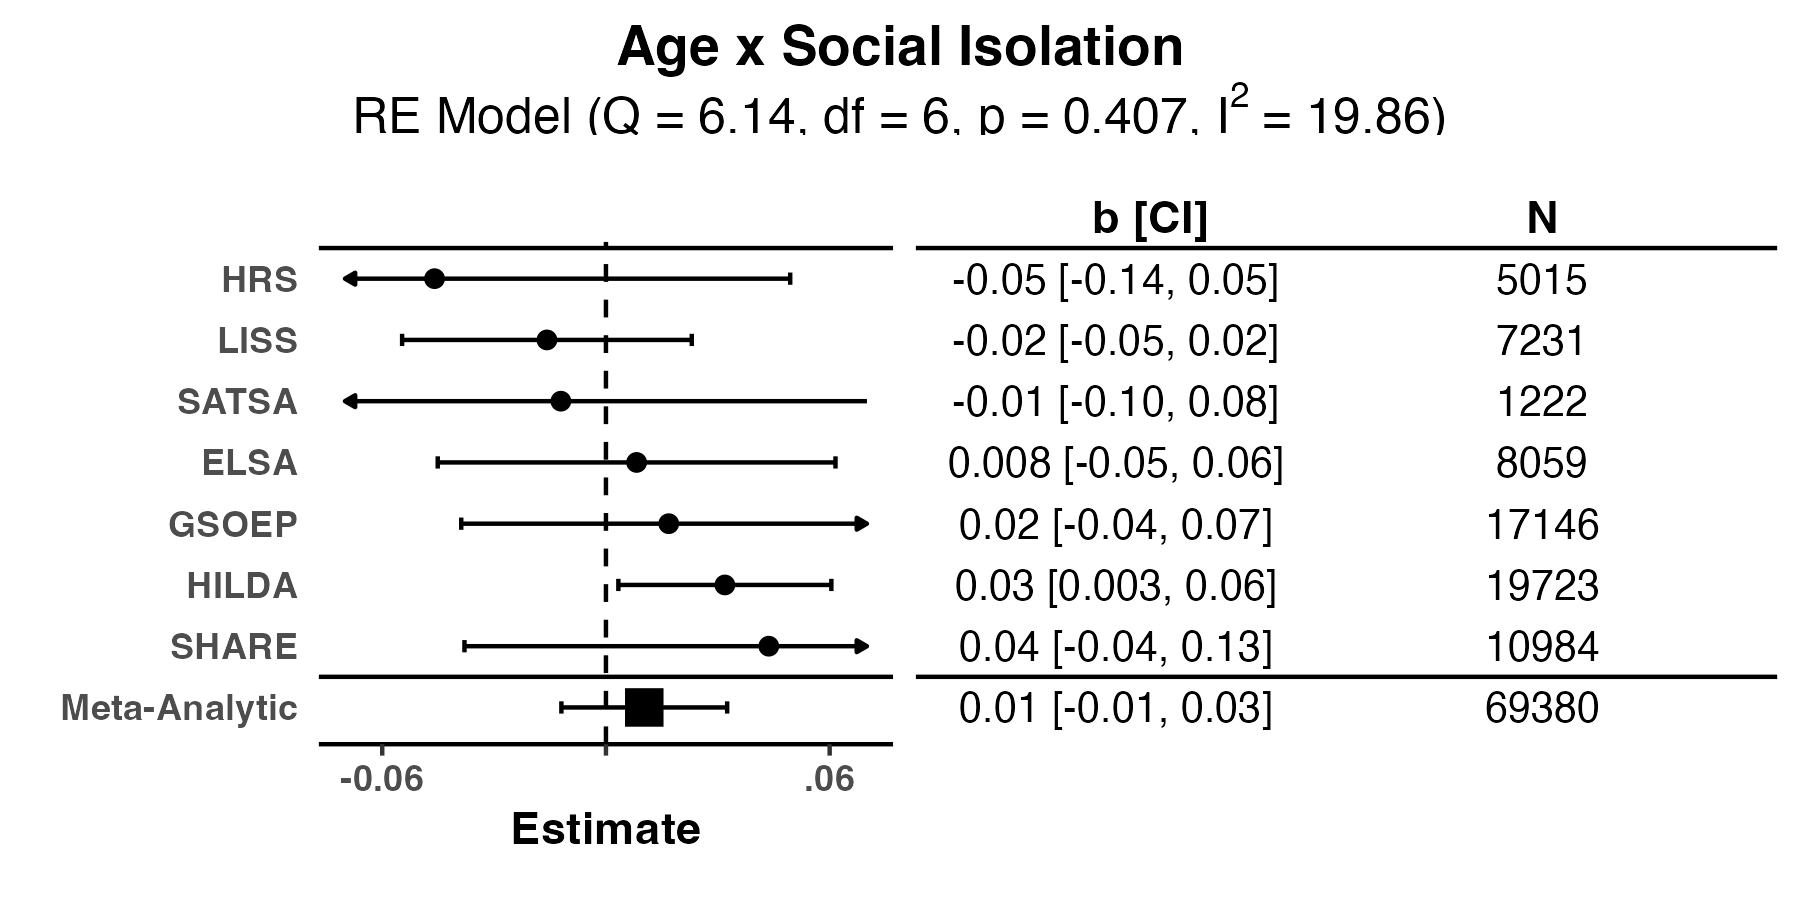 Age x Social Isolation
RE Model (Q = 6.14, df = 6, p = 0.407, I² = 19.86)
b [CI] N
HRS -0.05 [-0.14, 0.05] 5015
LISS -0.02 [-0.05, 0.02] 7231
SATSA -0.01 [-0.10, 0.08] 1222
ELSA 0.008 [-0.05, 0.06] 8059
GSOEP 0.02 [-0.04, 0.07] 17146
HILDA 0.03 [0.003, 0.06] 19723
SHARE 0.04 [-0.04, 0.13] 10984
Meta-Analytic 0.01 [-0.01, 0.03] 69380
-0.06 .06
Estimate